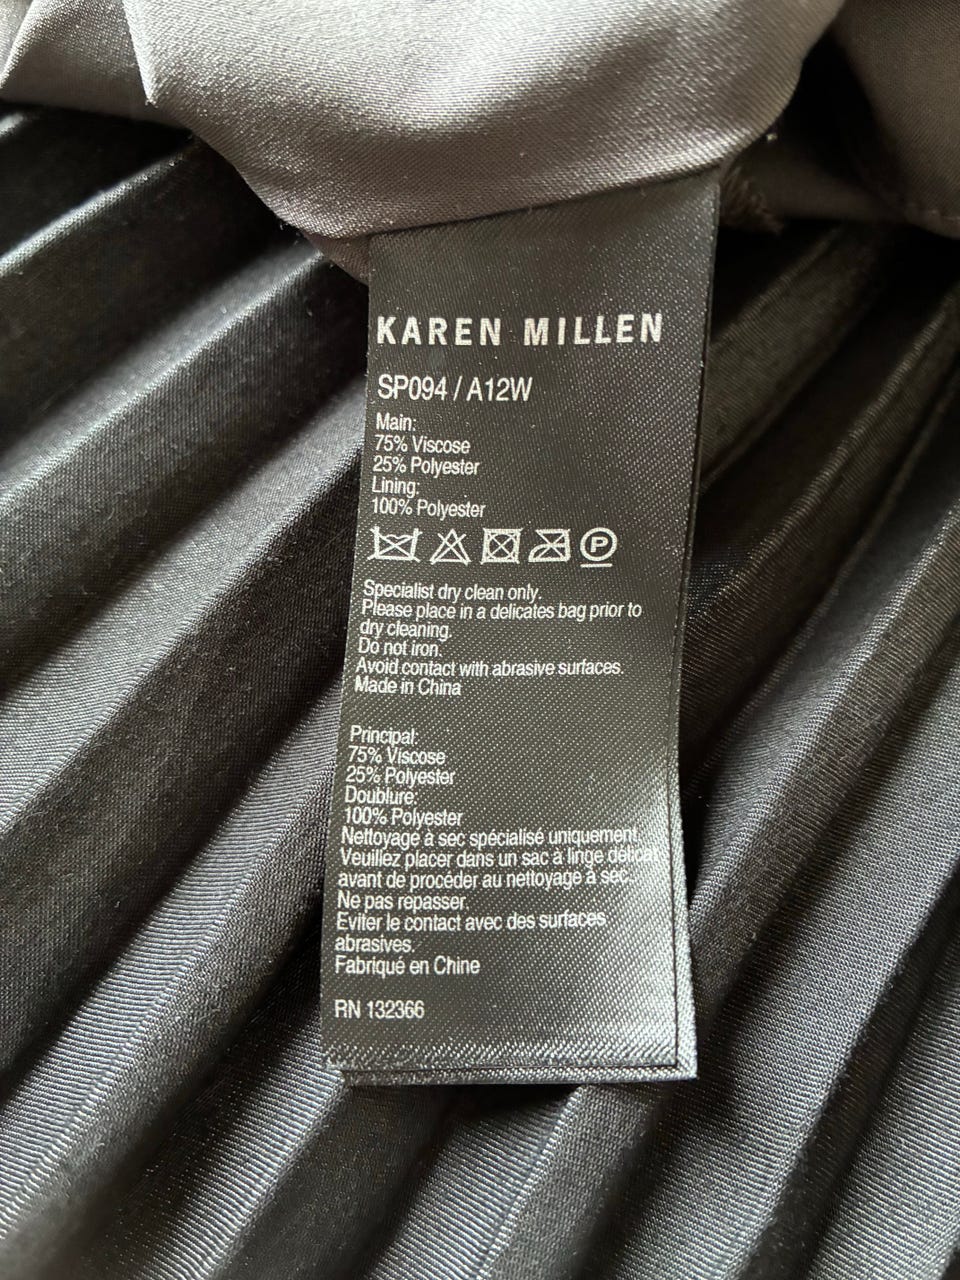 KAREN MILLEN
SP094 / A12W
Main:
75% Viscose
25% Polyester
Lining:
100% Polyester
P
Specialist dry clean only.
Please place in a delicates bag prior to
dry cleaning.
Do not iron.
Avoid contact with abrasive surfaces.
Made in China
Principal:
75% Viscose
25% Polyester
Doublure:
100% Polyester
Nettoyage à sec spécialisé uniquement.
Veuillez placer dans un sac à linge délicat
avant de procéder au nettoyage à sec.
Ne pas repasser.
Eviter le contact avec des surfaces
abrasives.
Fabriqué en Chine
RN 132366